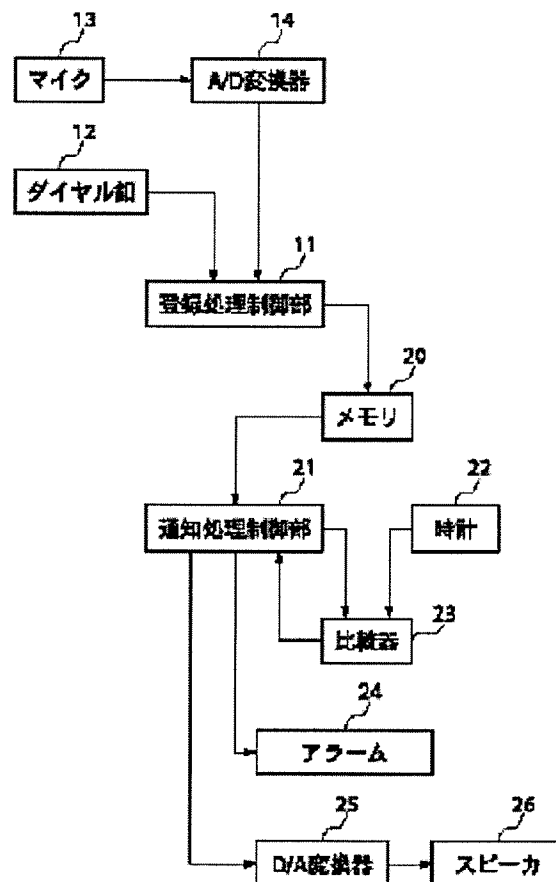 13
マイク
14
A/D変換器
12
ダイヤル釦
11
登録処理制御部
20
メモリ
21
通知処理制御部
22
時計
比較器
23
24
アラーム
25
D/A変換器
26
スピーカ